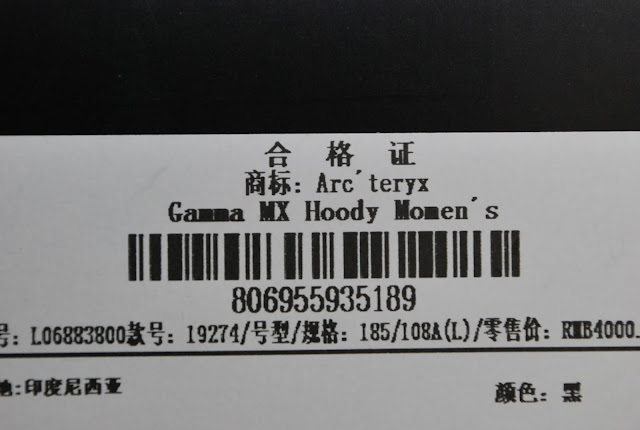 合格证
商标: Arc'teryx
Gamma MX Hoody Momen's
806955935189
号: L06883800款号: 19274/号型/规格: 185/108A(L)/零售价: RMB4000.
地:印度尼西亚
颜色: 黑